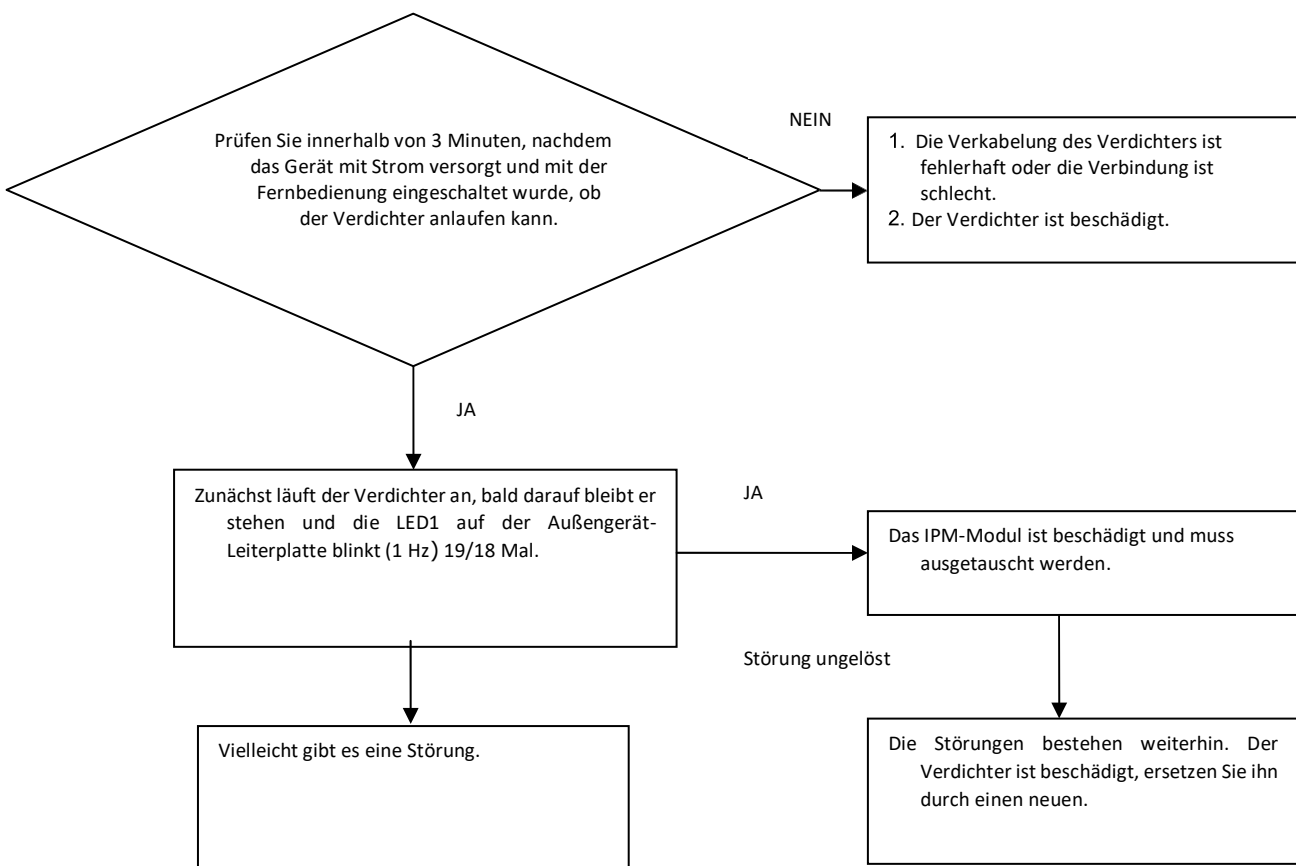 Prüfen Sie innerhalb von 3 Minuten, nachdem
das Gerät mit Strom versorgt und mit der
Fernbedienung eingeschaltet wurde, ob
der Verdichter anlaufen kann.
NEIN
1. Die Verkabelung des Verdichters ist
fehlerhaft oder die Verbindung ist
schlecht.
2. Der Verdichter ist beschädigt.
JA
Zunächst läuft der Verdichter an, bald darauf bleibt er
stehen und die LED1 auf der Außengerät-
Leiterplatte blinkt (1 Hz) 19/18 Mal.
JA
Das IPM-Modul ist beschädigt und muss
ausgetauscht werden.
Störung ungelöst
Vielleicht gibt es eine Störung.
Die Störungen bestehen weiterhin. Der
Verdichter ist beschädigt, ersetzen Sie ihn
durch einen neuen.